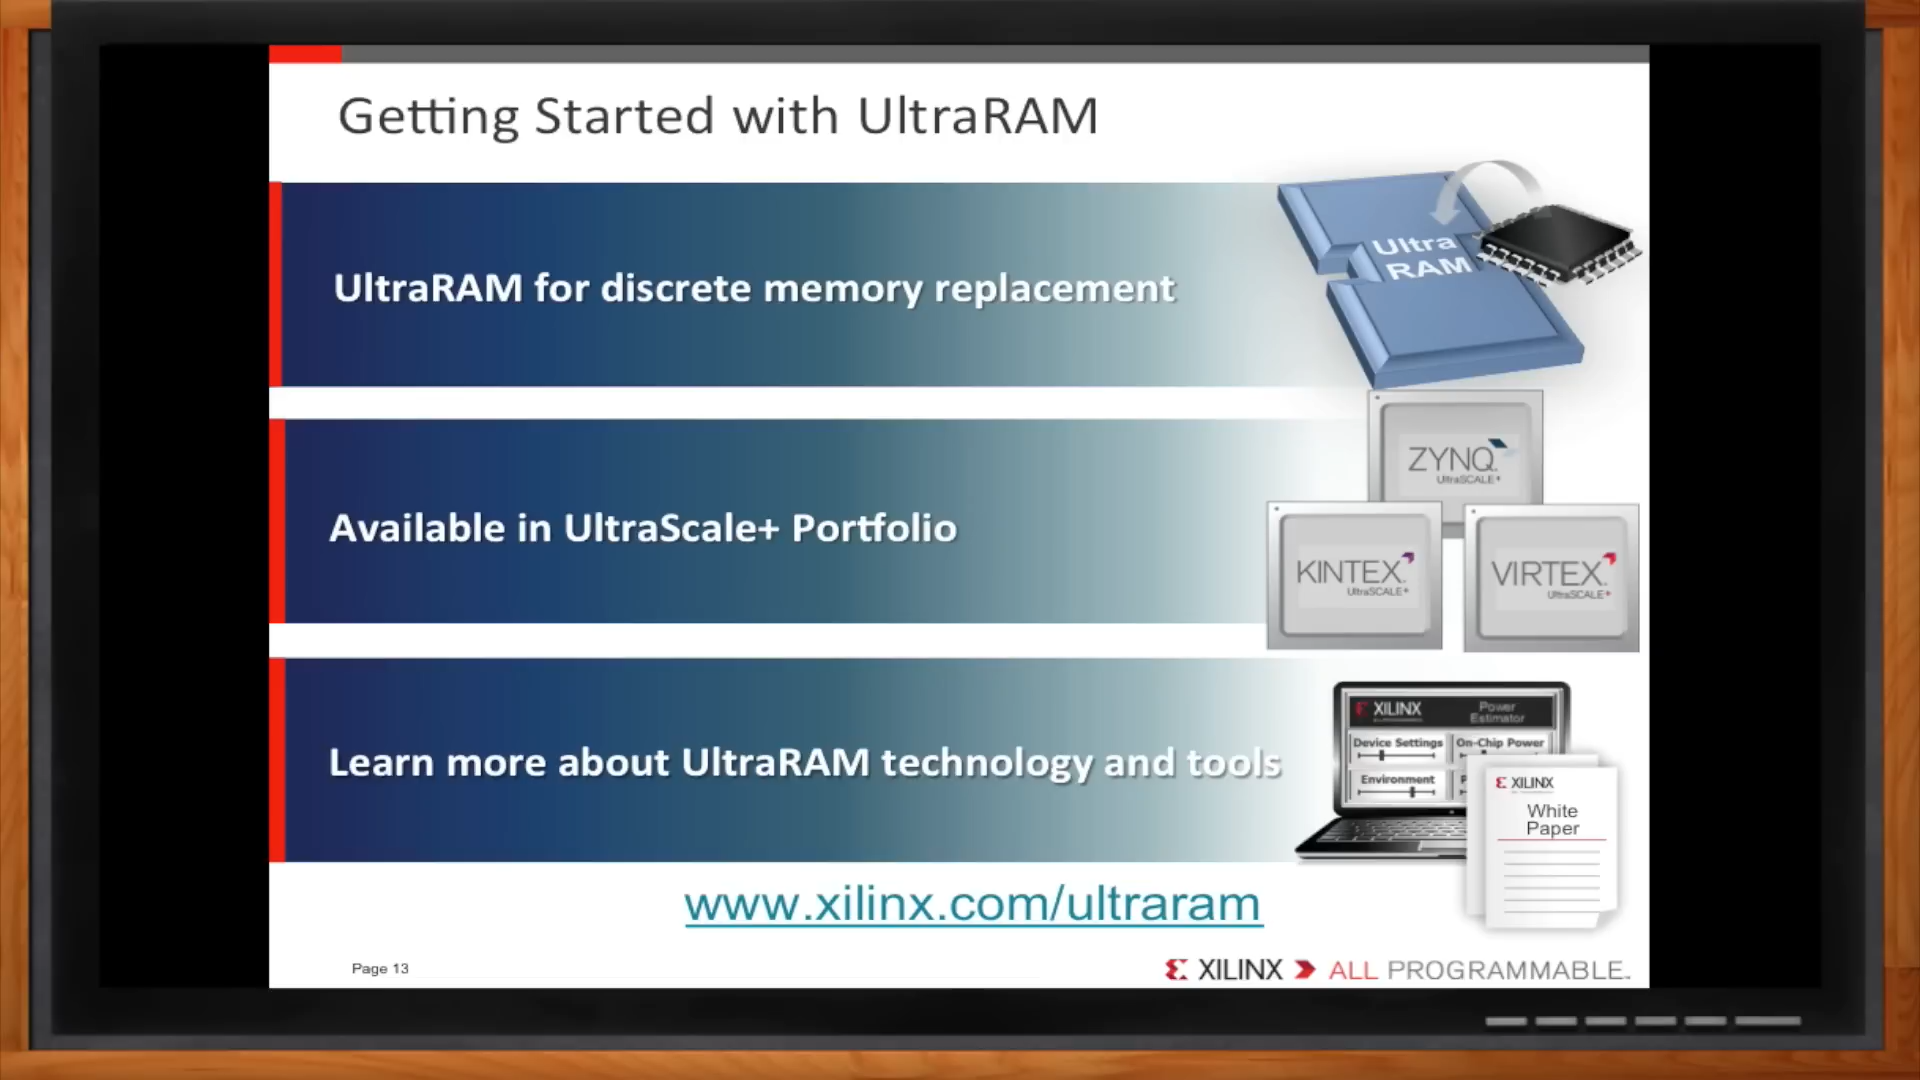 Getting Started with UltraRAM
UltraRAM for discrete memory replacement
Ultra
RAM
Available in UltraScale+ Portfolio
ZYNQ
UltraSCALE+
KINTEX
UltraSCALE+
VIRTEX
UltraSCALE+
Learn more about UltraRAM technology and tools
XILINX
Power
Estimator
Device Settings
On-Chip Power
Environment
P
XILINX
White
Paper
www.xilinx.com/ultraram
Page 13
XILINX ALL PROGRAMMABLE™